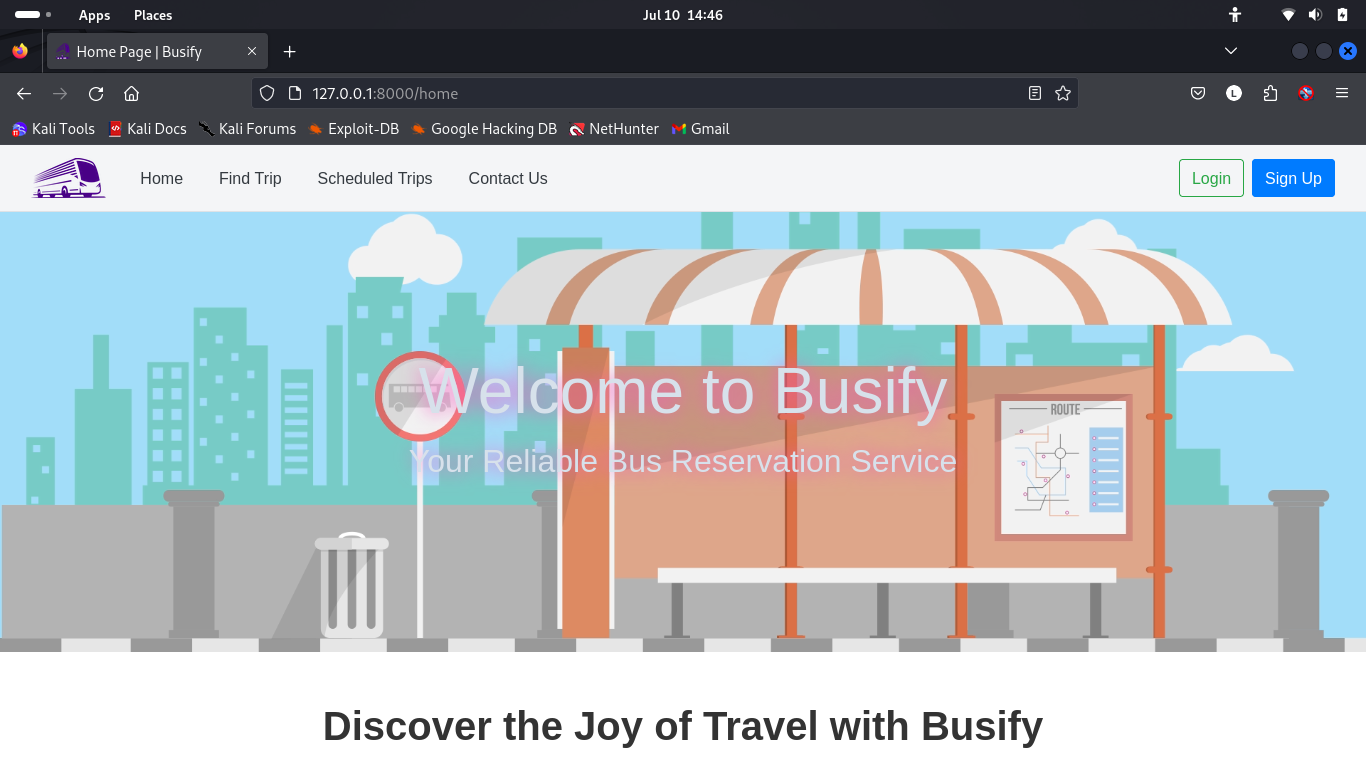 Apps Places Jul 10 14:46
Home Page | Busify
127.0.0.1:8000/home L
Kali Tools Kali Docs Kali Forums Exploit-DB Google Hacking DB NetHunter Gmail
Home Find Trip Scheduled Trips Contact Us Login Sign Up
Welcome to Busify
ROUTE
Your Reliable Bus Reservation Service
Discover the Joy of Travel with Busify